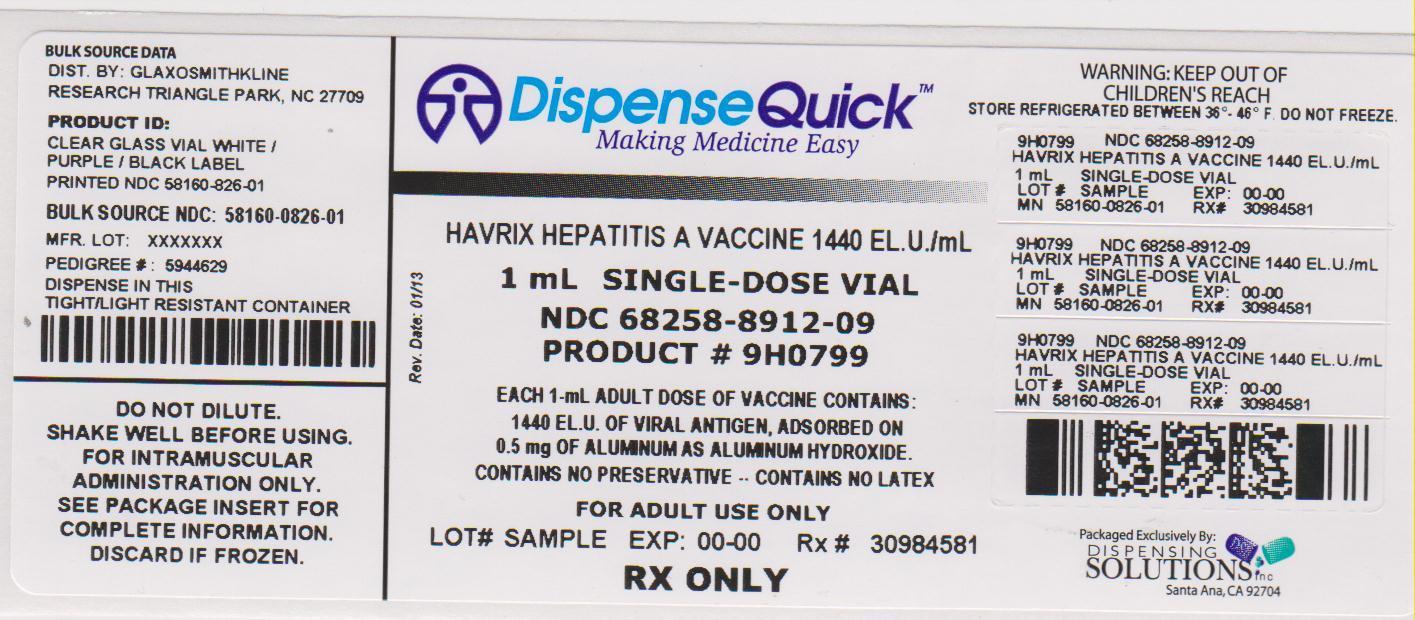 BULK SOURCE DATA
DIST. BY: GLAXOSMITHKLINE
RESEARCH TRIANGLE PARK, NC 27709
PRODUCT ID:
CLEAR GLASS VIAL WHITE /
PURPLE / BLACK LABEL
PRINTED NDC 58160-826-01
BULK SOURCE NDC: 58160-0826-01
MFR. LOT: XXXXXXX
PEDIGREE #: 5944629
DISPENSE IN THIS
TIGHT/LIGHT RESISTANT CONTAINER
DO NOT DILUTE.
SHAKE WELL BEFORE USING.
FOR INTRAMUSCULAR
ADMINISTRATION ONLY.
SEE PACKAGE INSERT FOR
COMPLETE INFORMATION.
DISCARD IF FROZEN.
DispenseQuick™
Making Medicine Easy
HAVRIX HEPATITIS A VACCINE 1440 EL.U./mL
1 mL SINGLE-DOSE VIAL
NDC 68258-8912-09
PRODUCT # 9H0799
Rev. Date: 01/13
EACH 1-mL ADULT DOSE OF VACCINE CONTAINS:
1440 EL.U. OF VIRAL ANTIGEN, ADSORBED ON
0.5 mg OF ALUMINUM AS ALUMINUM HYDROXIDE.
CONTAINS NO PRESERVATIVE -- CONTAINS NO LATEX
FOR ADULT USE ONLY
LOT# SAMPLE EXP: 00-00 Rx # 30984581
RX ONLY
WARNING: KEEP OUT OF
CHILDREN'S REACH
STORE REFRIGERATED BETWEEN 36°- 46° F. DO NOT FREEZE.
9H0799 NDC 68258-8912-09
HAVRIX HEPATITIS A VACCINE 1440 EL.U./mL
1 mL SINGLE-DOSE VIAL
LOT # SAMPLE EXP: 00-00
MN 58160-0826-01 RX# 30984581
9H0799 NDC 68258-8912-09
HAVRIX HEPATITIS A VACCINE 1440 EL.U./mL
1 mL SINGLE-DOSE VIAL
LOT # SAMPLE EXP: 00-00
MN 58160-0826-01 RX# 30984581
9H0799 NDC 68258-8912-09
HAVRIX HEPATITIS A VACCINE 1440 EL.U./mL
1 mL SINGLE-DOSE VIAL
LOT # SAMPLE EXP: 00-00
MN 58160-0826-01 RX# 30984581
Packaged Exclusively By:
DISPENSING
SOLUTIONS inc
Santa Ana, CA 92704